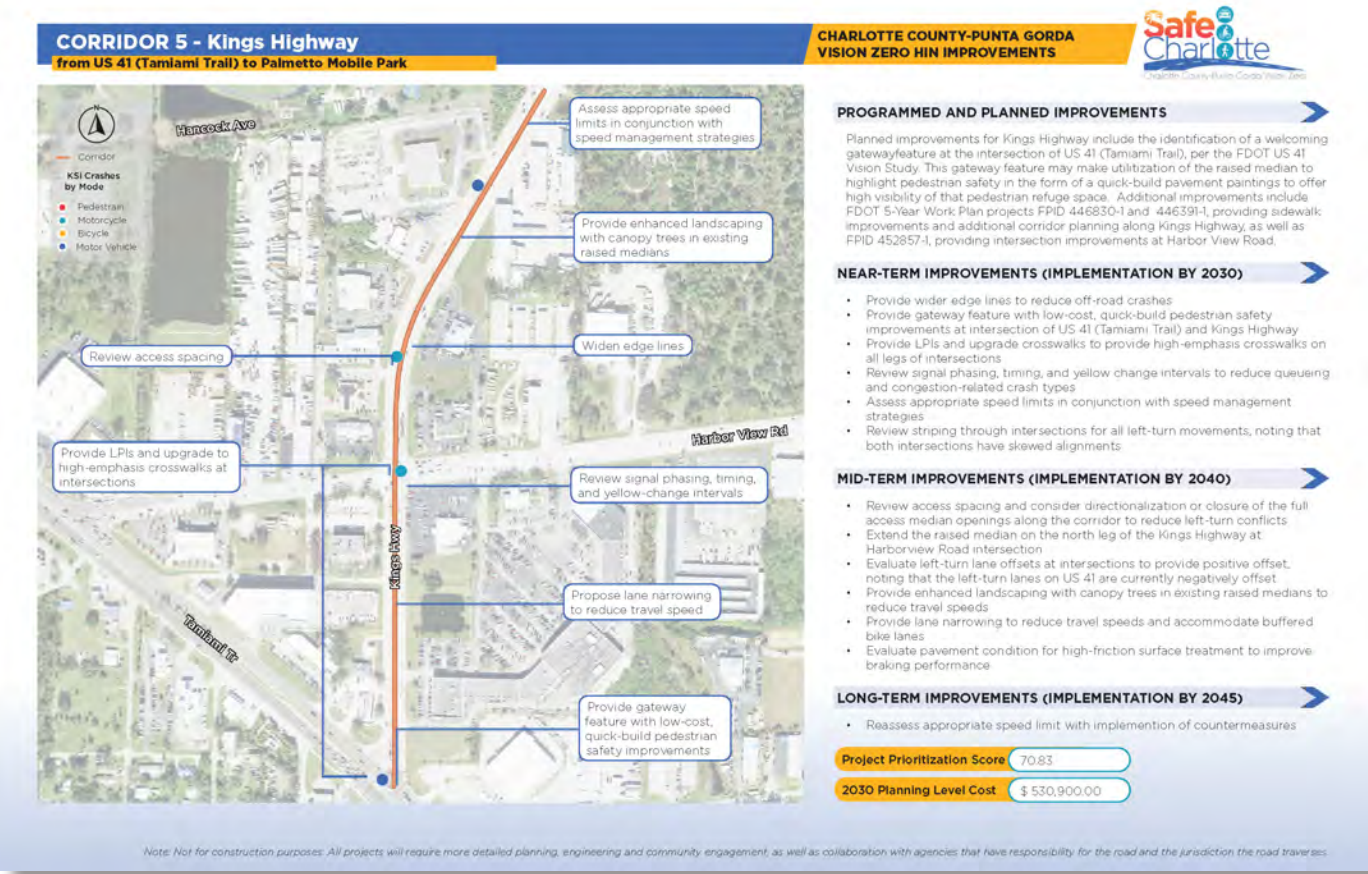 CORRIDOR 5 - Kings Highway
from US 41 (Tamiami Trail) to Palmetto Mobile Park
CHARLOTTE COUNTY-PUNTA GORDA
VISION ZERO HIN IMPROVEMENTS
Safe
Charlotte
Charlotte County-Punta Gorda Vision Zero
N
Corridor
KSI Crashes
by Mode
Pedestrain
Motorcycle
Bicycle
Motor Vehicle
Hancock Ave
Assess appropriate speed
limits in conjunction with
speed management strategies
Provide enhanced landscaping
with canopy trees in existing
raised medians
Widen edge lines
Review access spacing
Harbor View Rd
Provide LPIs and upgrade to
high-emphasis crosswalks at
intersections
Review signal phasing, timing,
and yellow-change intervals
Kings Hwy
Propose lane narrowing
to reduce travel speed
Tamiami Tr
Provide gateway
feature with low-cost,
quick-build pedestrian
safety improvements
PROGRAMMED AND PLANNED IMPROVEMENTS
Planned improvements for Kings Highway include the identification of a welcoming
gatewayfeature at the intersection of US 41 (Tamiami Trail), per the FDOT US 41
Vision Study. This gateway feature may make utilitization of the raised median to
highlight pedestrian safety in the form of a quick-build pavement paintings to offer
high visibility of that pedestrian refuge space. Additional improvements include
FDOT 5-Year Work Plan projects FPID 446830-1 and 446391-1, providing sidewalk
improvements and additional corridor planning along Kings Highway, as well as
FPID 452857-1, providing intersection improvements at Harbor View Road.
NEAR-TERM IMPROVEMENTS (IMPLEMENTATION BY 2030)
• Provide wider edge lines to reduce off-road crashes
• Provide gateway feature with low-cost, quick-build pedestrian safety
improvements at intersection of US 41 (Tamiami Trail) and Kings Highway
• Provide LPIs and upgrade crosswalks to provide high-emphasis crosswalks on
all legs of intersections
• Review signal phasing, timing, and yellow change intervals to reduce queueing
and congestion-related crash types
• Assess appropriate speed limits in conjunction with speed management
strategies
• Review striping through intersections for all left-turn movements, noting that
both intersections have skewed alignments
MID-TERM IMPROVEMENTS (IMPLEMENTATION BY 2040)
• Review access spacing and consider directionalization or closure of the full
access median openings along the corridor to reduce left-turn conflicts
• Extend the raised median on the north leg of the Kings Highway at
Harborview Road intersection
• Evaluate left-turn lane offsets at intersections to provide positive offset,
noting that the left-turn lanes on US 41 are currently negatively offset
• Provide enhanced landscaping with canopy trees in existing raised medians to
reduce travel speeds
• Provide lane narrowing to reduce travel speeds and accommodate buffered
bike lanes
• Evaluate pavement condition for high-friction surface treatment to improve
braking performance
LONG-TERM IMPROVEMENTS (IMPLEMENTATION BY 2045)
• Reassess appropriate speed limit with implemention of countermeasures
Project Prioritization Score 70.83
2030 Planning Level Cost $ 530,900.00
Note: Not for construction purposes. All projects will require more detailed planning, engineering and community engagement, as well as collaboration with agencies that have responsibility for the road and the jurisdiction the road traverses.